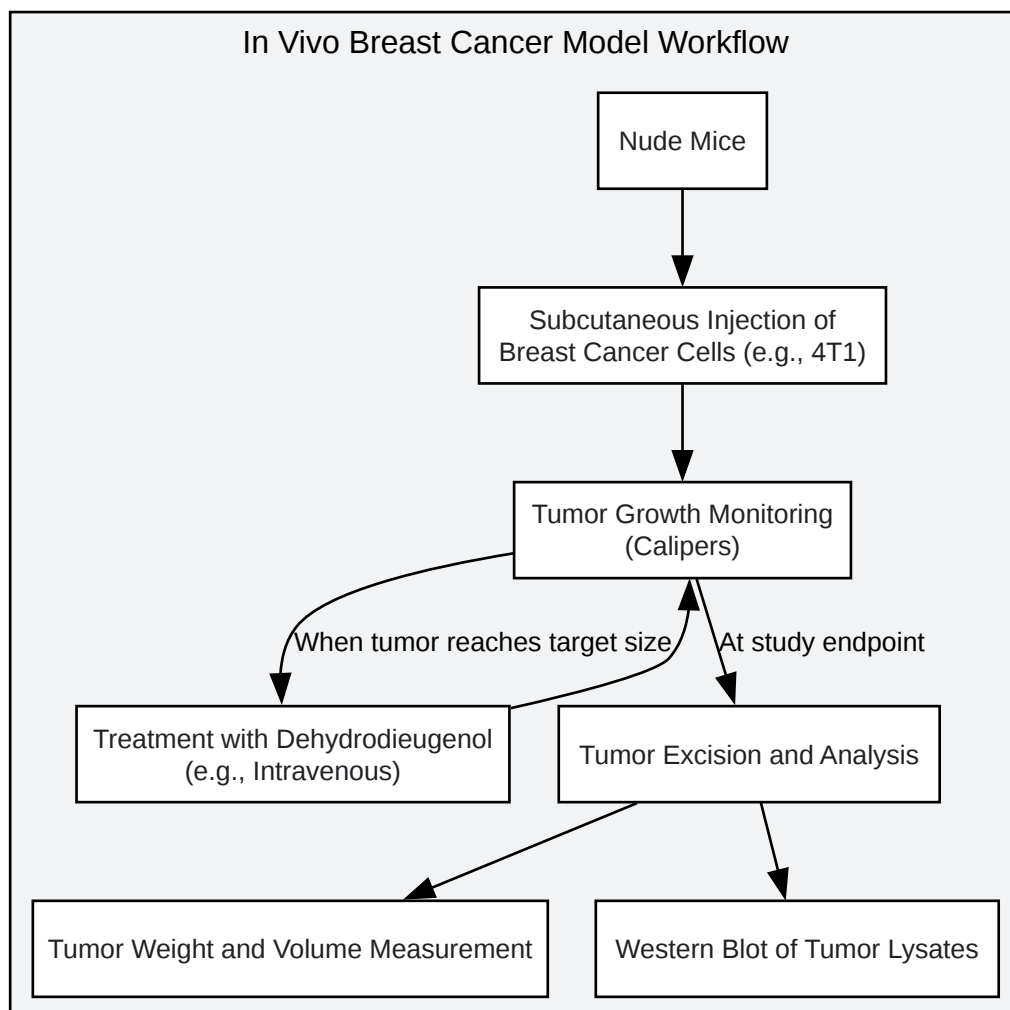 In Vivo Breast Cancer Model Workflow
Nude Mice
Subcutaneous Injection of
Breast Cancer Cells (e.g., 4T1)
Tumor Growth Monitoring
(Calipers)
When tumor reaches target size
At study endpoint
Treatment with Dehydrodieugenol
(e.g., Intravenous)
Tumor Excision and Analysis
Tumor Weight and Volume Measurement
Western Blot of Tumor Lysates